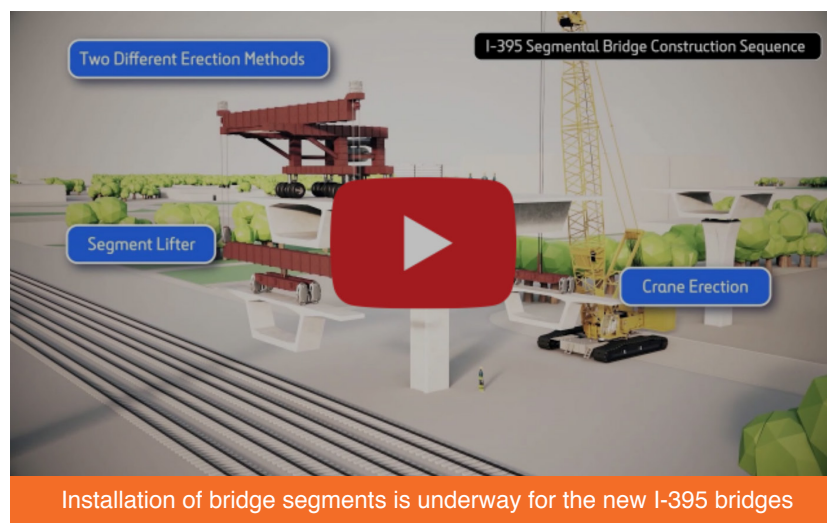 Two Different Erection Methods
I-395 Segmental Bridge Construction Sequence
Segment Lifter
Crane Erection
Installation of bridge segments is underway for the new I-395 bridges